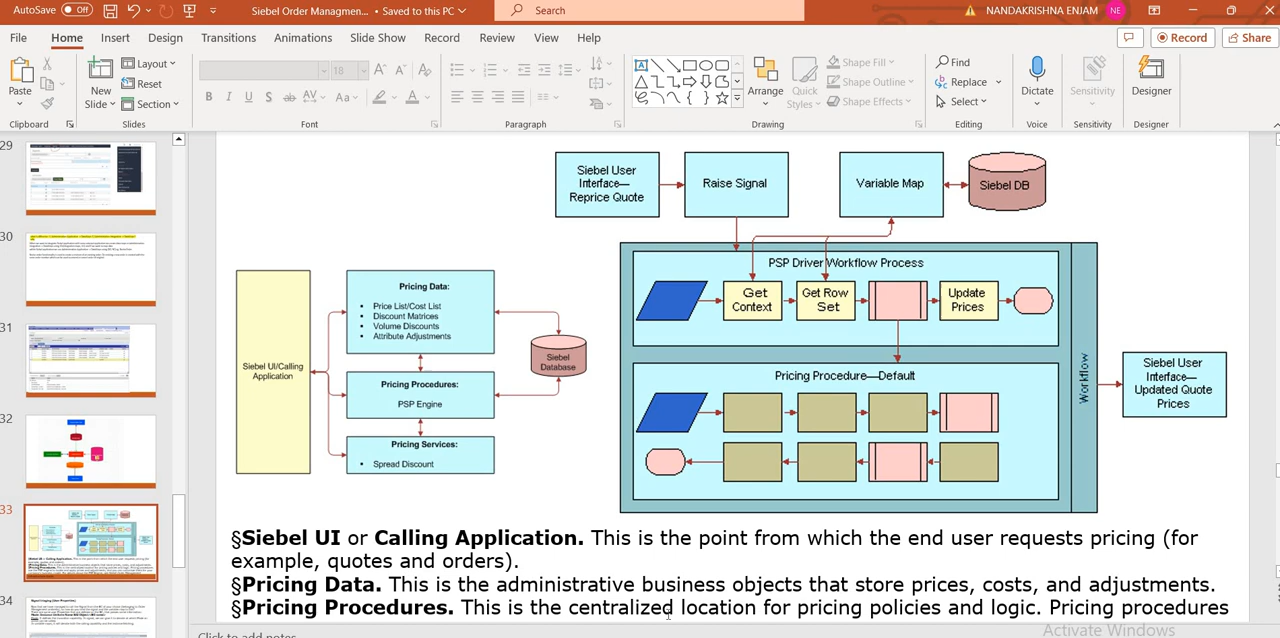 AutoSave Off Siebel Order Managmen... • Saved to this PC Search NANDAKRISHNA ENJAM NE
File Home Insert Design Transitions Animations Slide Show Record Review View Help Record Share
Paste
New
Slide
Layout
Reset
Section
18
B I U S ab AV Aa
Arrange
Quick
Styles
Shape Fill
Shape Outline
Shape Effects
Find
Replace
Select
Dictate
Sensitivity
Designer
Clipboard Slides Font Paragraph Drawing Editing Voice Sensitivity Designer
29
30
31
32
33
34
Siebel UI/Calling
Application
Pricing Data:
• Price List/Cost List
• Discount Matrices
• Volume Discounts
• Attribute Adjustments
Pricing Procedures:
PSP Engine
Pricing Services:
• Spread Discount
Siebel
Database
Siebel User
Interface—
Reprice Quote
Raise Signal
Variable Map
Siebel DB
PSP Driver Workflow Process
Get
Context
Get Row
Set
Update
Prices
Pricing Procedure—Default
Workflow
Siebel User
Interface—
Updated Quote
Prices
§Siebel UI or Calling Application. This is the point from which the end user requests pricing (for
example, quotes and orders),
§Pricing Data. This is the administrative business objects that store prices, costs, and adjustments.
§Pricing Procedures. This is the centralized location for pricing policies and logic. Pricing procedures
Click to add notes
Activate Windows